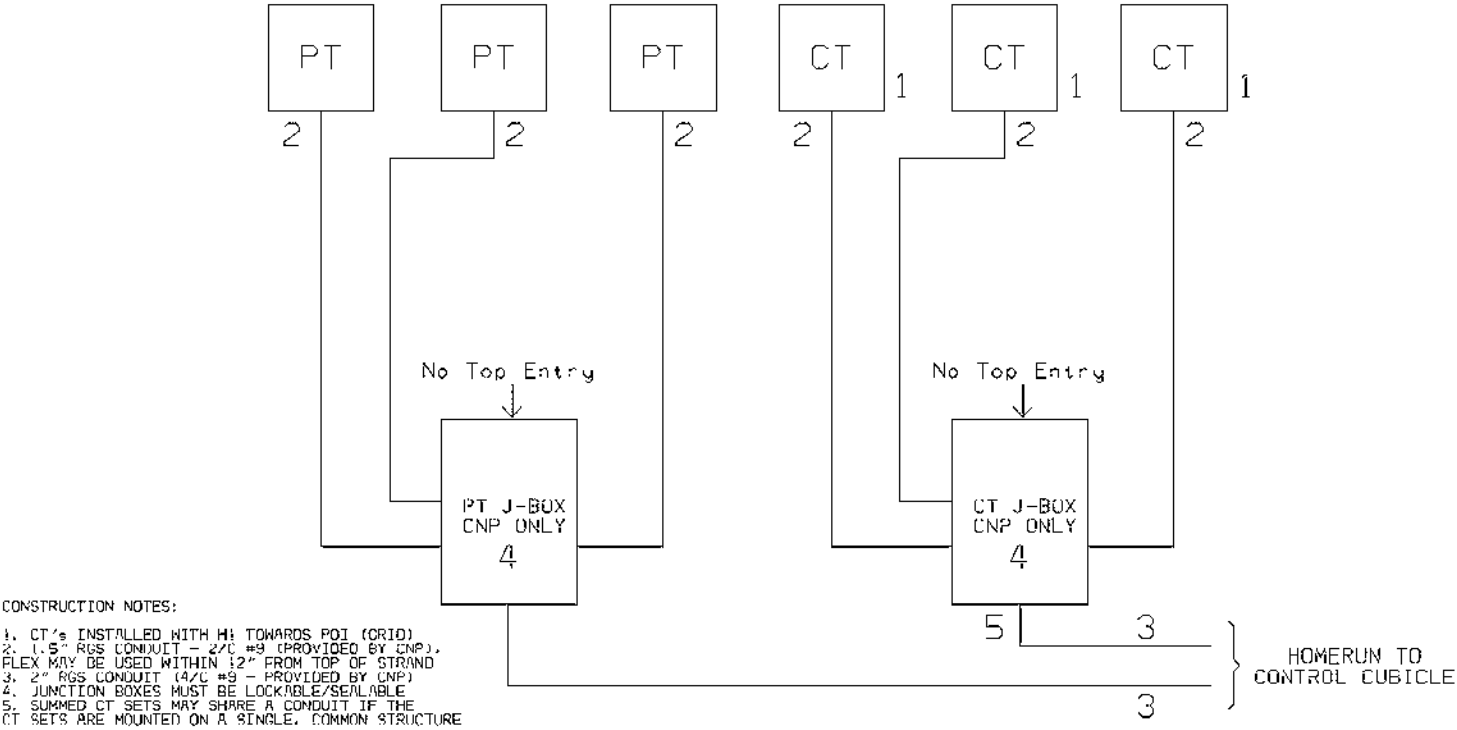 PT
PT
PT
CT
CT
CT
1
1
1
2
2
2
2
2
2
No Top Entry
No Top Entry
PT J-BOX
CNP ONLY
4
CT J-BOX
CNP ONLY
4
5
3
3
HOMERUN TO
CONTROL CUBICLE
CONSTRUCTION NOTES:
1. CT's INSTALLED WITH H1 TOWARDS POI (GRID)
2. 1.5" RGS CONDUIT - 2/C #9 (PROVIDED BY CNP).
FLEX MAY BE USED WITHIN 12" FROM TOP OF STRAND
3. 2" RGS CONDUIT (4/C #9 - PROVIDED BY CNP)
4. JUNCTION BOXES MUST BE LOCKABLE/SEALABLE
5. SUMMED CT SETS MAY SHARE A CONDUIT IF THE
CT SETS ARE MOUNTED ON A SINGLE, COMMON STRUCTURE